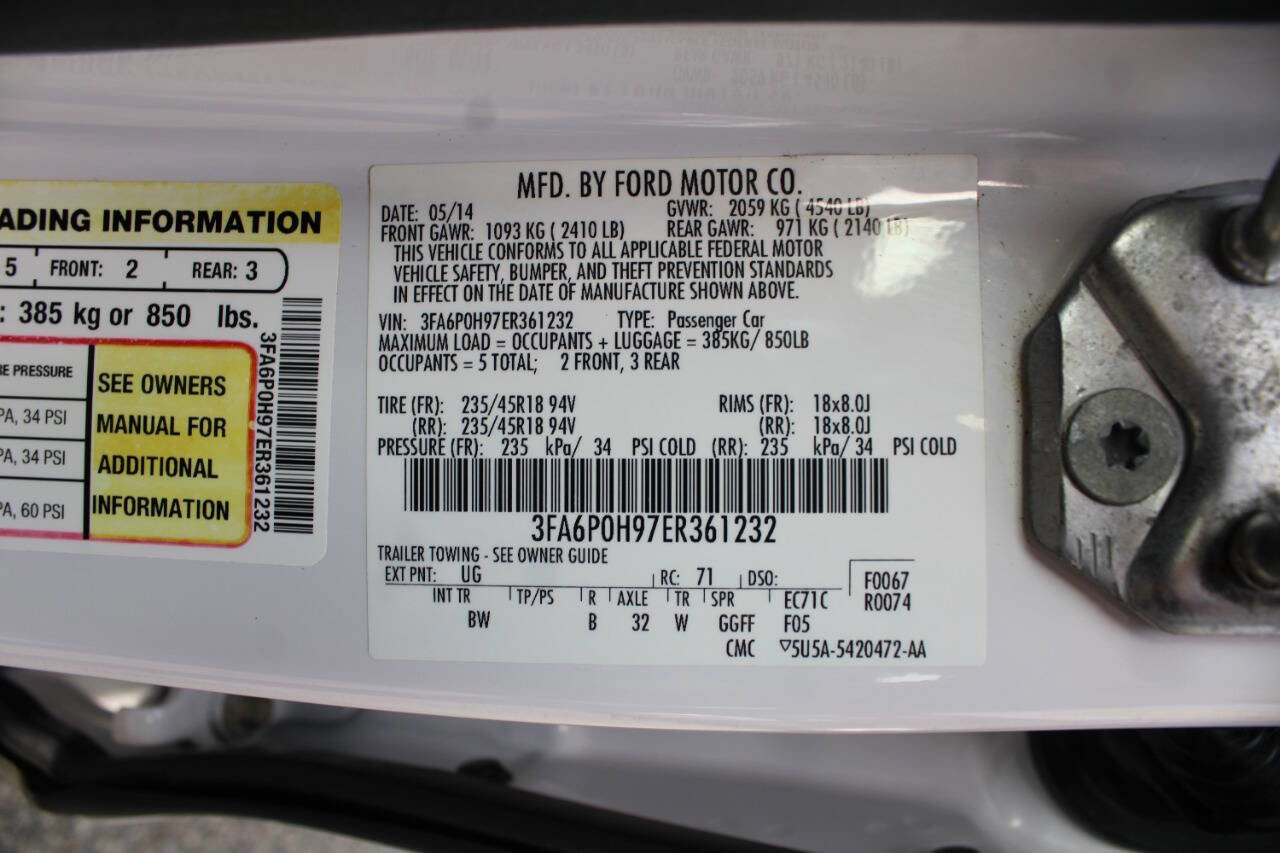 ADING INFORMATION
5 FRONT: 2 REAR: 3
: 385 kg or 850 lbs.
PRESSURE
PA, 34 PSI
PA, 34 PSI
PA, 60 PSI
SEE OWNERS
MANUAL FOR
ADDITIONAL
INFORMATION
3FA6P0H97ER361232
MFD. BY FORD MOTOR CO.
DATE: 05/14 GVWR: 2059 KG ( 4540 LB)
FRONT GAWR: 1093 KG ( 2410 LB) REAR GAWR: 971 KG ( 2140 LB)
THIS VEHICLE CONFORMS TO ALL APPLICABLE FEDERAL MOTOR
VEHICLE SAFETY, BUMPER, AND THEFT PREVENTION STANDARDS
IN EFFECT ON THE DATE OF MANUFACTURE SHOWN ABOVE.
VIN: 3FA6P0H97ER361232 TYPE: Passenger Car
MAXIMUM LOAD = OCCUPANTS + LUGGAGE = 385KG/ 850LB
OCCUPANTS = 5 TOTAL; 2 FRONT, 3 REAR
TIRE (FR): 235/45R18 94V RIMS (FR): 18x8.0J
(RR): 235/45R18 94V (RR): 18x8.0J
PRESSURE (FR): 235 kPa/ 34 PSI COLD (RR): 235 kPa/ 34 PSI COLD
3FA6P0H97ER361232
TRAILER TOWING - SEE OWNER GUIDE
EXT PNT: UG RC: 71 DSO: F0067
INT TR TP/PS R AXLE TR SPR EC71C R0074
BW B 32 W GGFF F05
CMC ▽5U5A-5420472-AA